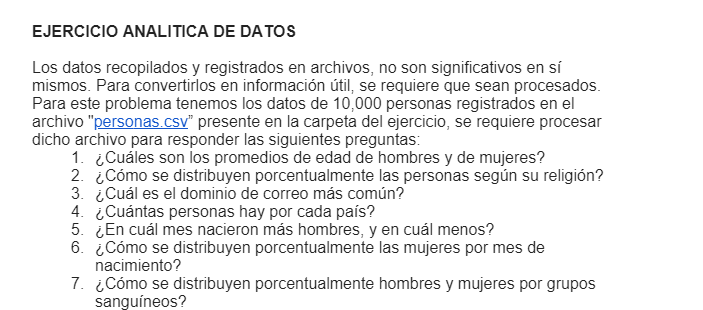 EJERCICIO ANALITICA DE DATOS
Los datos recopilados y registrados en archivos, no son significativos en sí
mismos. Para convertirlos en información útil, se requiere que sean procesados.
Para este problema tenemos los datos de 10,000 personas registrados en el
archivo "personas.csv” presente en la carpeta del ejercicio, se requiere procesar
dicho archivo para responder las siguientes preguntas:
1. ¿Cuáles son los promedios de edad de hombres y de mujeres?
2. ¿Cómo se distribuyen porcentualmente las personas según su religión?
3. ¿Cuál es el dominio de correo más común?
4. ¿Cuántas personas hay por cada país?
5. ¿En cuál mes nacieron más hombres, y en cuál menos?
6. ¿Cómo se distribuyen porcentualmente las mujeres por mes de
nacimiento?
7. ¿Cómo se distribuyen porcentualmente hombres y mujeres por grupos
sanguíneos?